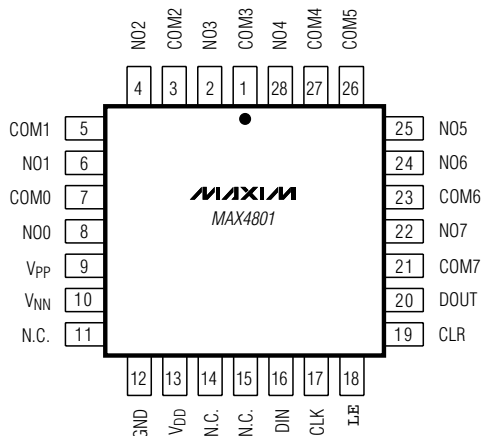 NO2 COM2 NO3 COM3 NO4 COM4 COM5
4 3 2 1 28 27 26
COM1 5 25 NO5
NO1 6 24 NO6
COM0 7 23 COM6
NO0 8 22 NO7
VPP 9 21 COM7
VNN 10 20 DOUT
N.C. 11 19 CLR
MAXIM
MAX4801
12 13 14 15 16 17 18
GND VDD N.C. N.C. DIN CLK LE